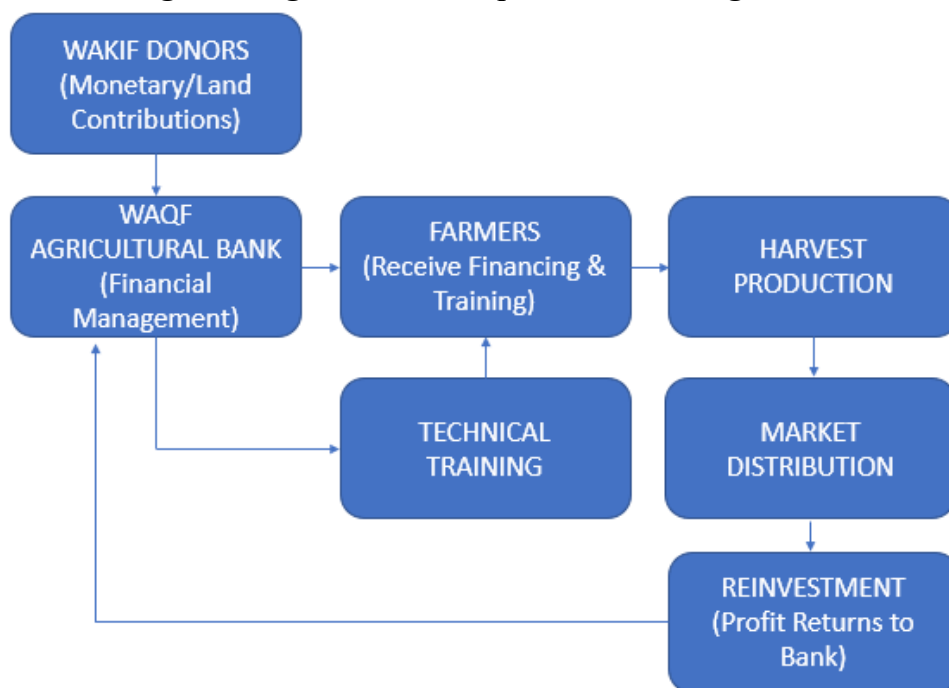 WAKIF DONORS
(Monetary/Land
Contributions)
WAQF
AGRICULTURAL BANK
(Financial
Management)
FARMERS
(Receive Financing &
Training)
HARVEST
PRODUCTION
TECHNICAL
TRAINING
MARKET
DISTRIBUTION
REINVESTMENT
(Profit Returns to
Bank)